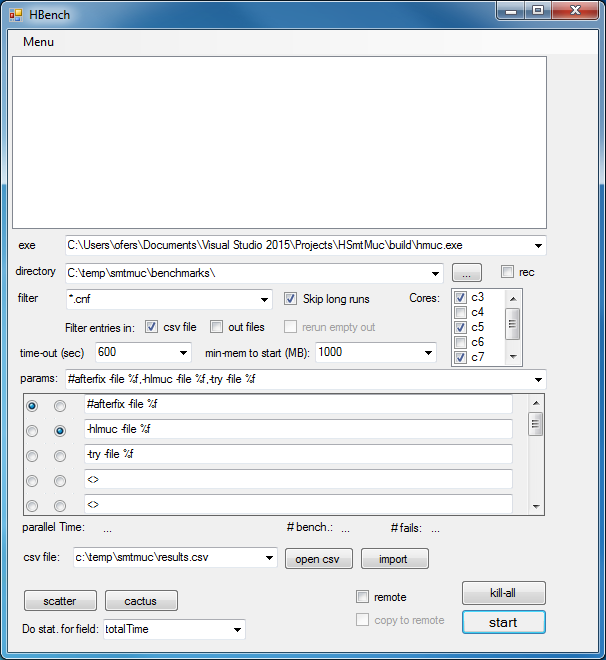 HBench
Menu
exe C:\Users\ofers\Documents\Visual Studio 2015\Projects\HSmtMuc\build\hmuc.exe
directory C:\temp\smtmuc\benchmarks\ ... rec
filter *.cnf Skip long runs Cores: c3
c4
Filter entries in: csv file out files rerun empty out c5
c6
time-out (sec) 600 min-mem to start (MB): 1000 c7
params: #afterfix -file %f,-hlmuc -file %f,-try -file %f
#afterfix -file %f
-hlmuc -file %f
-try -file %f
<>
<>
parallel Time: ... # bench.: ... # fails: ...
csv file: c:\temp\smtmuc\results.csv open csv import
scatter cactus remote kill-all
copy to remote start
Do stat. for field: totalTime